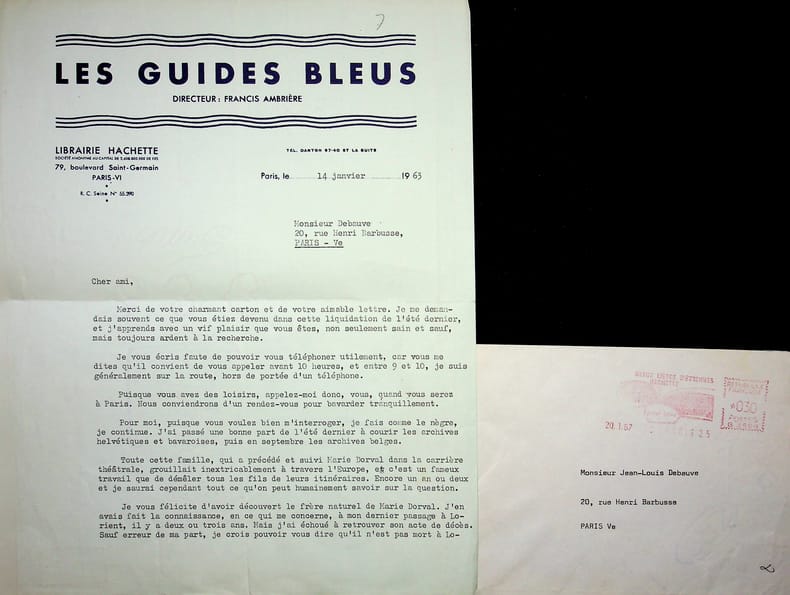 7
LES GUIDES BLEUS
DIRECTEUR : FRANCIS AMBRIÈRE
LIBRAIRIE HACHETTE
79, boulevard Saint-Germain
PARIS-VI
R. C. Seine N° 55.290
TÉL. DANTON 97-40 ET LA SUITE
Paris, le 14 janvier 1963
Monsieur Debauve
20, rue Henri Barbusse,
PARIS - Ve
Cher ami,
Merci de votre charmant carton et de votre aimable lettre. Je me deman-
dais souvent ce que vous étiez devenu dans cette liquidation de l'été dernier,
et j'apprends avec un vif plaisir que vous êtes, non seulement sain et sauf,
mais toujours ardent à la recherche.
Je vous écris faute de pouvoir vous téléphoner utilement, car vous me
dites qu'il convient de vous appeler avant 10 heures, et entre 9 et 10, je suis
généralement sur la route, hors de portée d'un téléphone.
Puisque vous avez des loisirs, appelez-moi donc, vous, quand vous serez
à Paris. Nous conviendrons d'un rendez-vous pour bavarder tranquillement.
Pour moi, puisque vous voulez bien m'interroger, je fais comme le nègre,
je continue. J'ai passé une bonne part de l'été dernier à courir les archives
helvétiques et bavaroises, puis en septembre les archives belges.
Toute cette famille, qui a précédé et suivi Marie Dorval dans la carrière
théâtrale, grouillait inextricablement à travers l'Europe, et c'est un fameux
travail que de démêler tous les fils de leurs itinéraires. Encore un an ou deux
et je saurai cependant tout ce qu'on peut humainement savoir sur la question.
Je vous félicite d'avoir découvert le frère naturel de Marie Dorval. J'en
avais fait la connaissance, en ce qui me concerne, à mon dernier passage à Lo-
rient, il y a deux ou trois ans. Mais j'ai échoué à retrouver son acte de décès.
Sauf erreur de ma part, je crois pouvoir vous dire qu'il n'est pas mort à Lo-
HACHETTE
20.1.67
030
Monsieur Jean-Louis Debauve
20, rue Henri Barbusse
PARIS Ve